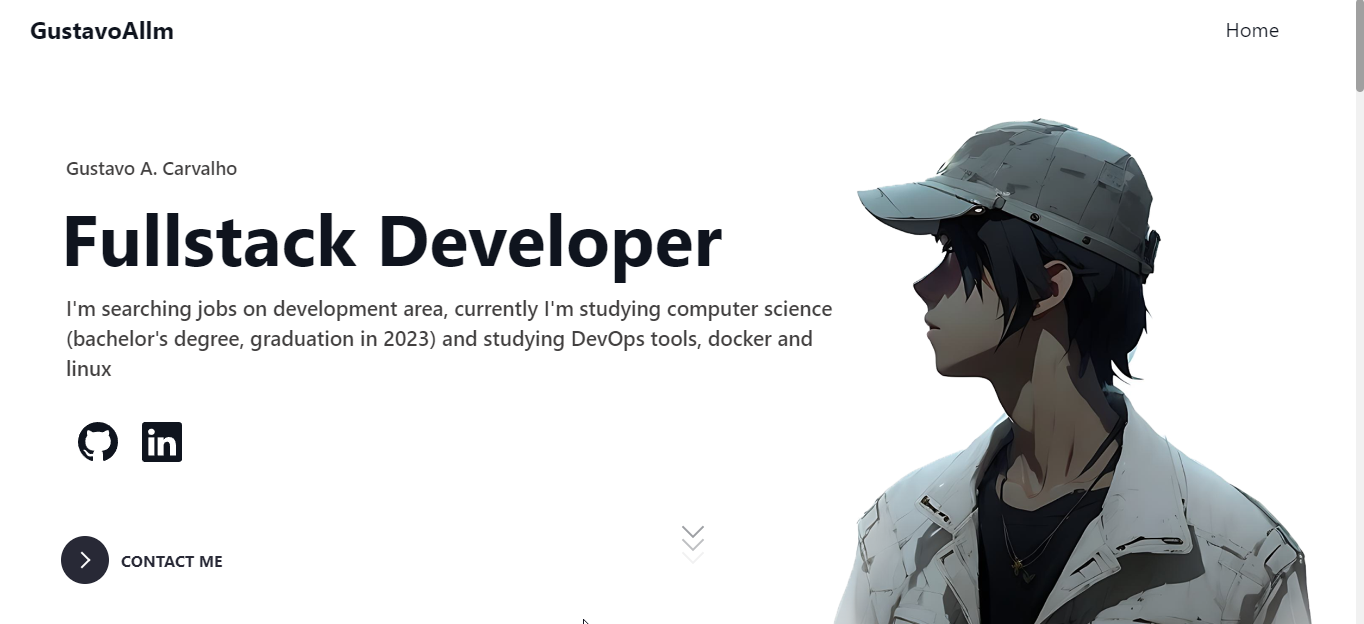 GustavoAllm
Home
Gustavo A. Carvalho
Fullstack Developer
I'm searching jobs on development area, currently I'm studying computer science
(bachelor's degree, graduation in 2023) and studying DevOps tools, docker and
linux
in
CONTACT ME